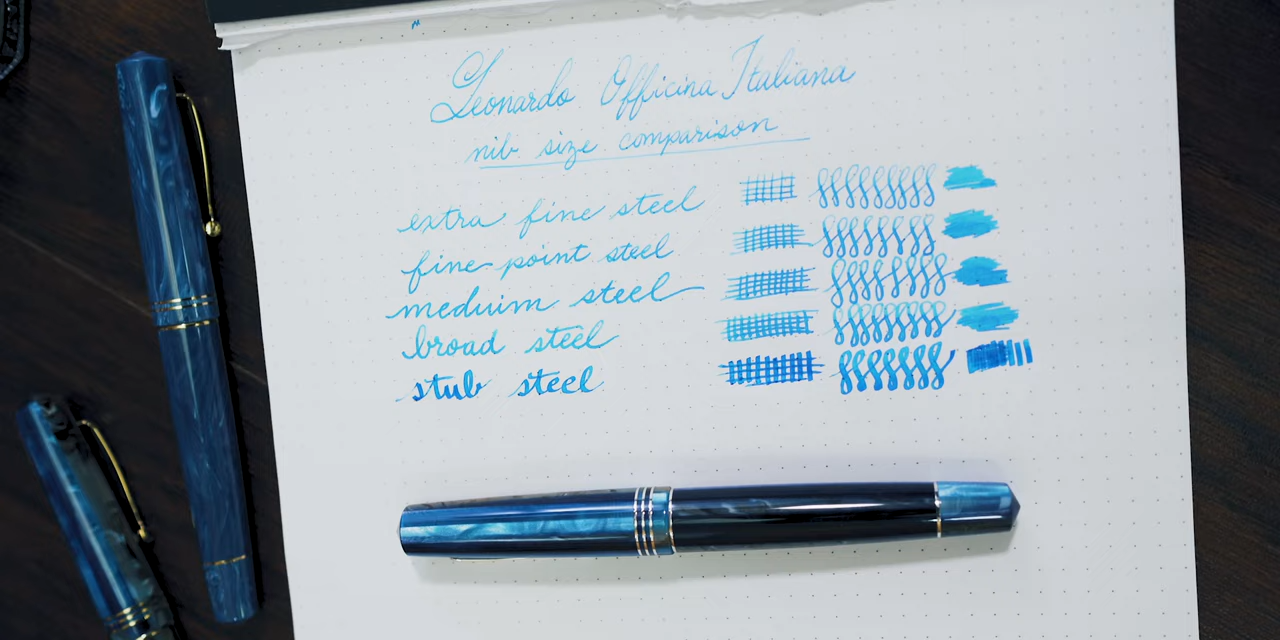 Leonardo Officina Italiana
nib size comparison
extra fine steel
fine point steel
meduim steel
broad steel
stub steel